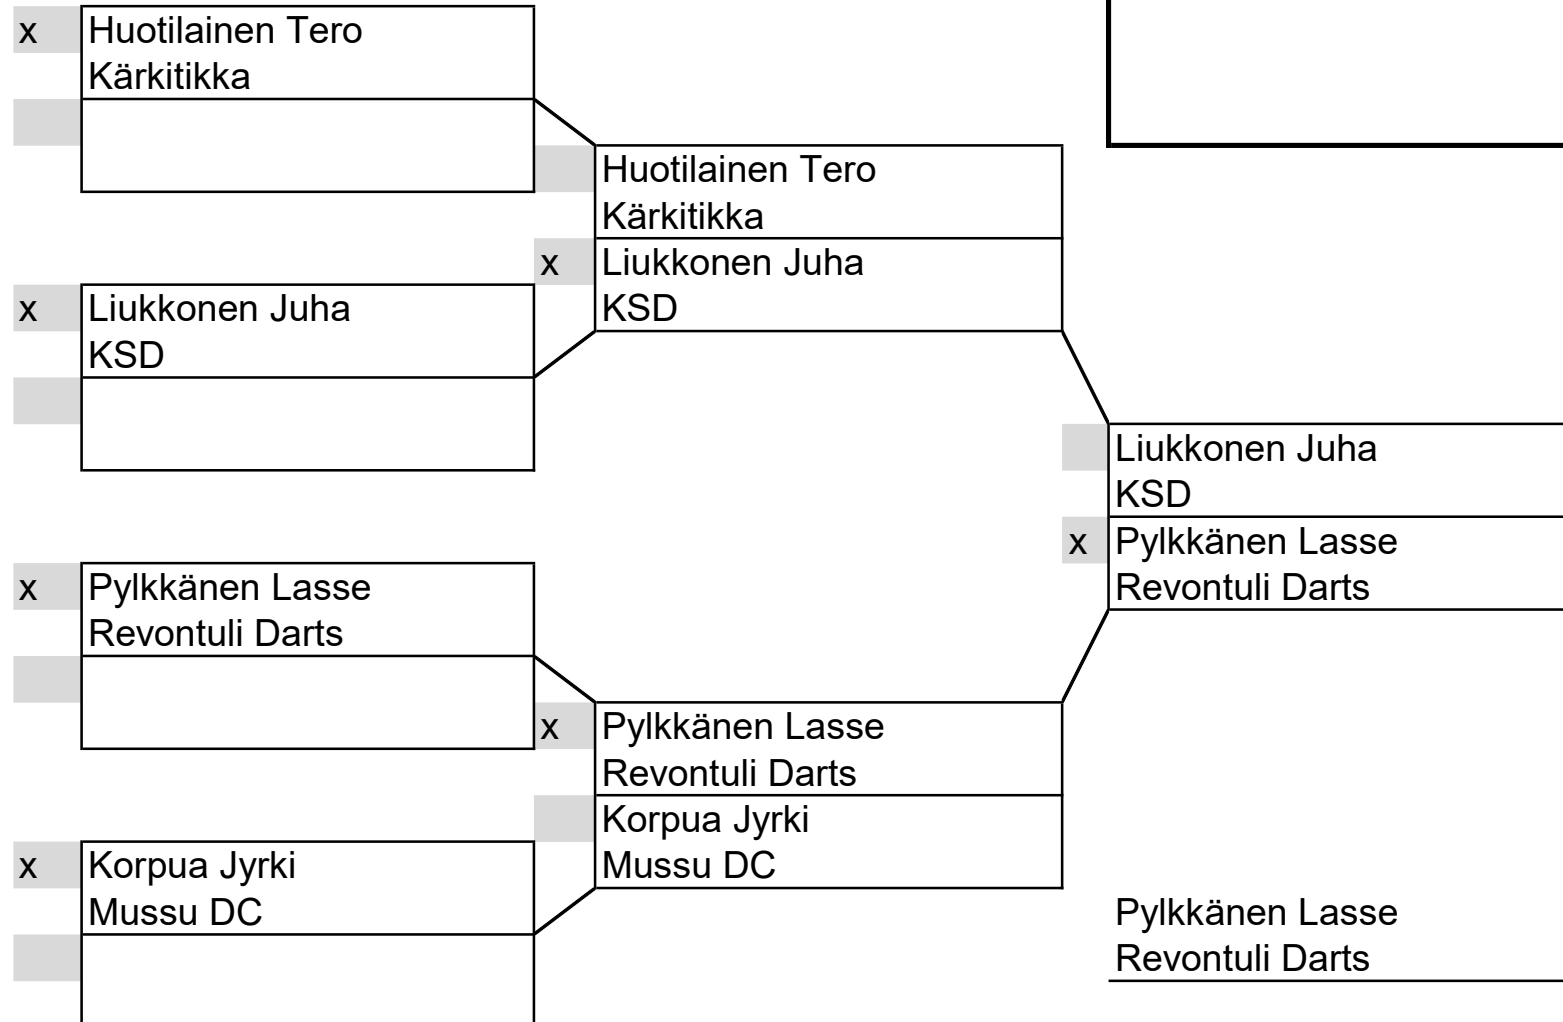 x Huotilainen Tero
Kärkitikka
Huotilainen Tero
Kärkitikka
x Liukkonen Juha
KSD
x Liukkonen Juha
KSD
Liukkonen Juha
KSD
x Pylkkänen Lasse
Revontuli Darts
x Pylkkänen Lasse
Revontuli Darts
x Pylkkänen Lasse
Revontuli Darts
Korpua Jyrki
Mussu DC
x Korpua Jyrki
Mussu DC
Pylkkänen Lasse
Revontuli Darts